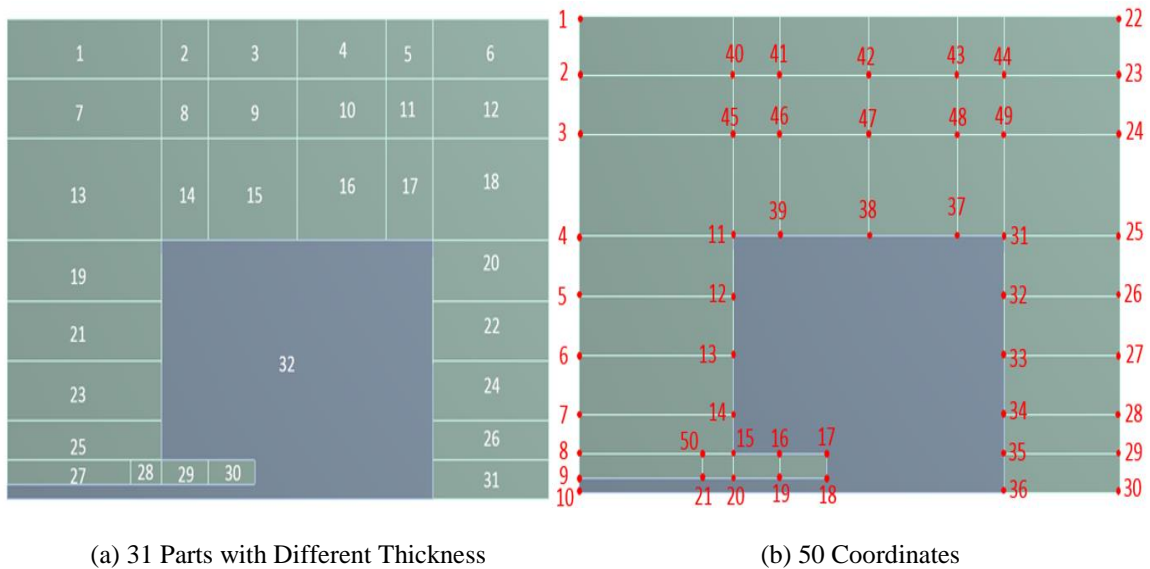 1 2 3 4 5 6
7 8 9 10 11 12
13 14 15 16 17 18
19 20
21 22
32
23 24
25 26
27 28 29 30 31
1 22
40 41 42 43 44
2 23
45 46 47 48 49
3 24
39 38 37
4 11 31 25
5 12 32 26
6 13 33 27
7 14 34 28
50 15 16 17
8 35 29
9
10 21 20 19 18 36 30
(a) 31 Parts with Different Thickness
(b) 50 Coordinates